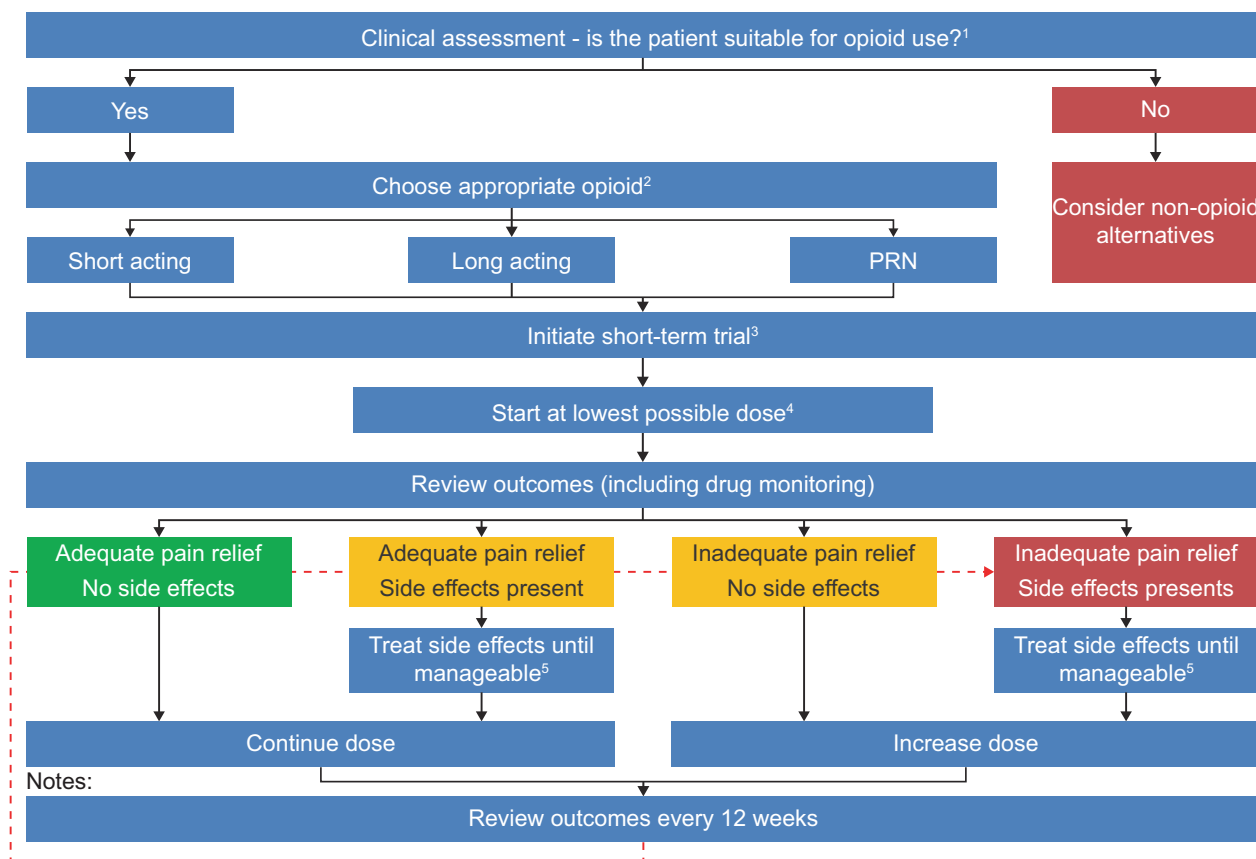 Clinical assessment - is the patient suitable for opioid use?¹
Yes
No
Choose appropriate opioid²
Consider non-opioid
alternatives
Short acting
Long acting
PRN
Initiate short-term trial³
Start at lowest possible dose⁴
Review outcomes (including drug monitoring)
Adequate pain relief
No side effects
Adequate pain relief
Side effects present
Inadequate pain relief
No side effects
Inadequate pain relief
Side effects presents
Treat side effects until
manageable⁵
Treat side effects until
manageable⁵
Continue dose
Increase dose
Notes:
Review outcomes every 12 weeks